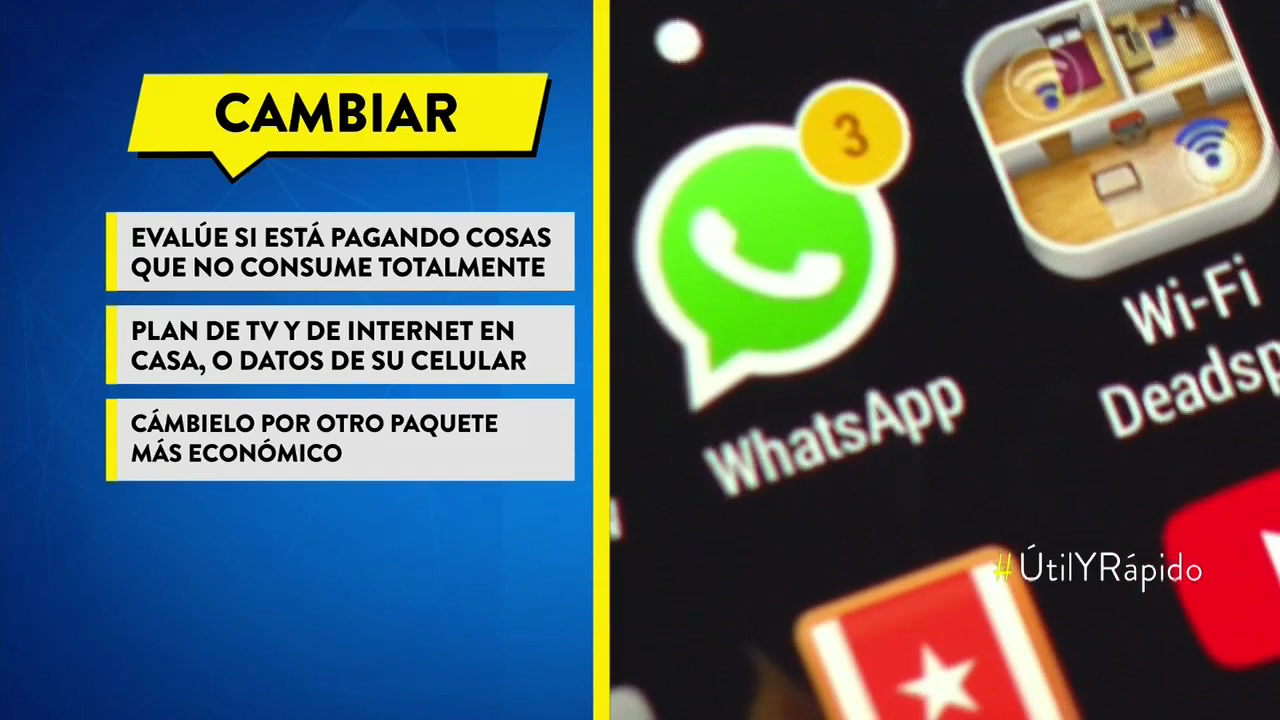 CAMBIAR
EVALÚE SI ESTÁ PAGANDO COSAS
QUE NO CONSUME TOTALMENTE
PLAN DE TV Y DE INTERNET EN
CASA, O DATOS DE SU CELULAR
CÁMBIELO POR OTRO PAQUETE
MÁS ECONÓMICO
3
WhatsApp
Wi-Fi
#ÚtilYRápido